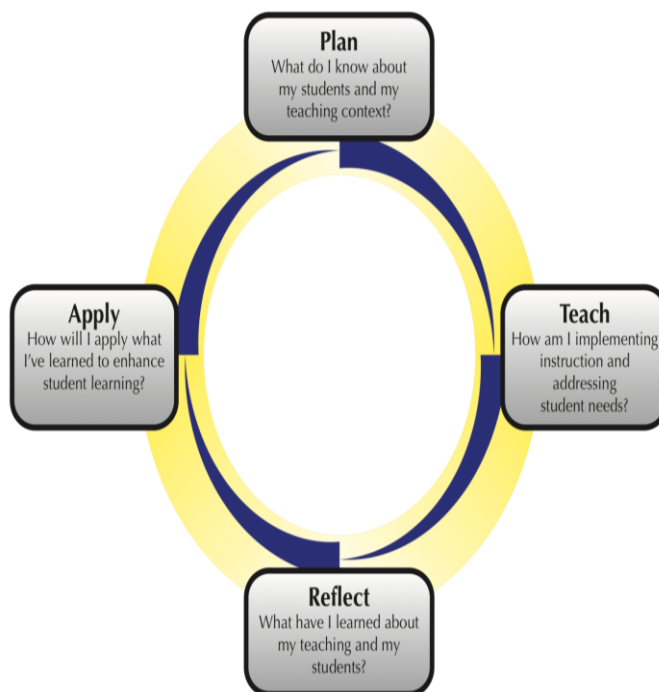 Plan
What do I know about
my students and my
teaching context?
Teach
How am I implementing
instruction and
addressing
student needs?
Reflect
What have I learned about
my teaching and my
students?
Apply
How will I apply what
I've learned to enhance
student learning?